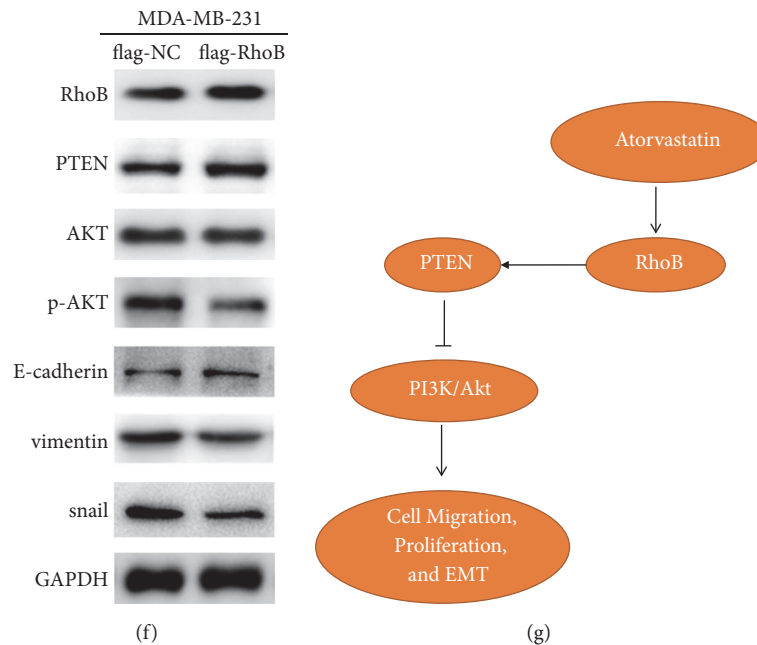 MDA-MB-231
flag-NC flag-RhoB
RhoB
PTEN
AKT
p-AKT
E-cadherin
vimentin
snail
GAPDH
(f)
Atorvastatin
PTEN
RhoB
PI3K/Akt
Cell Migration,
Proliferation,
and EMT
(g)